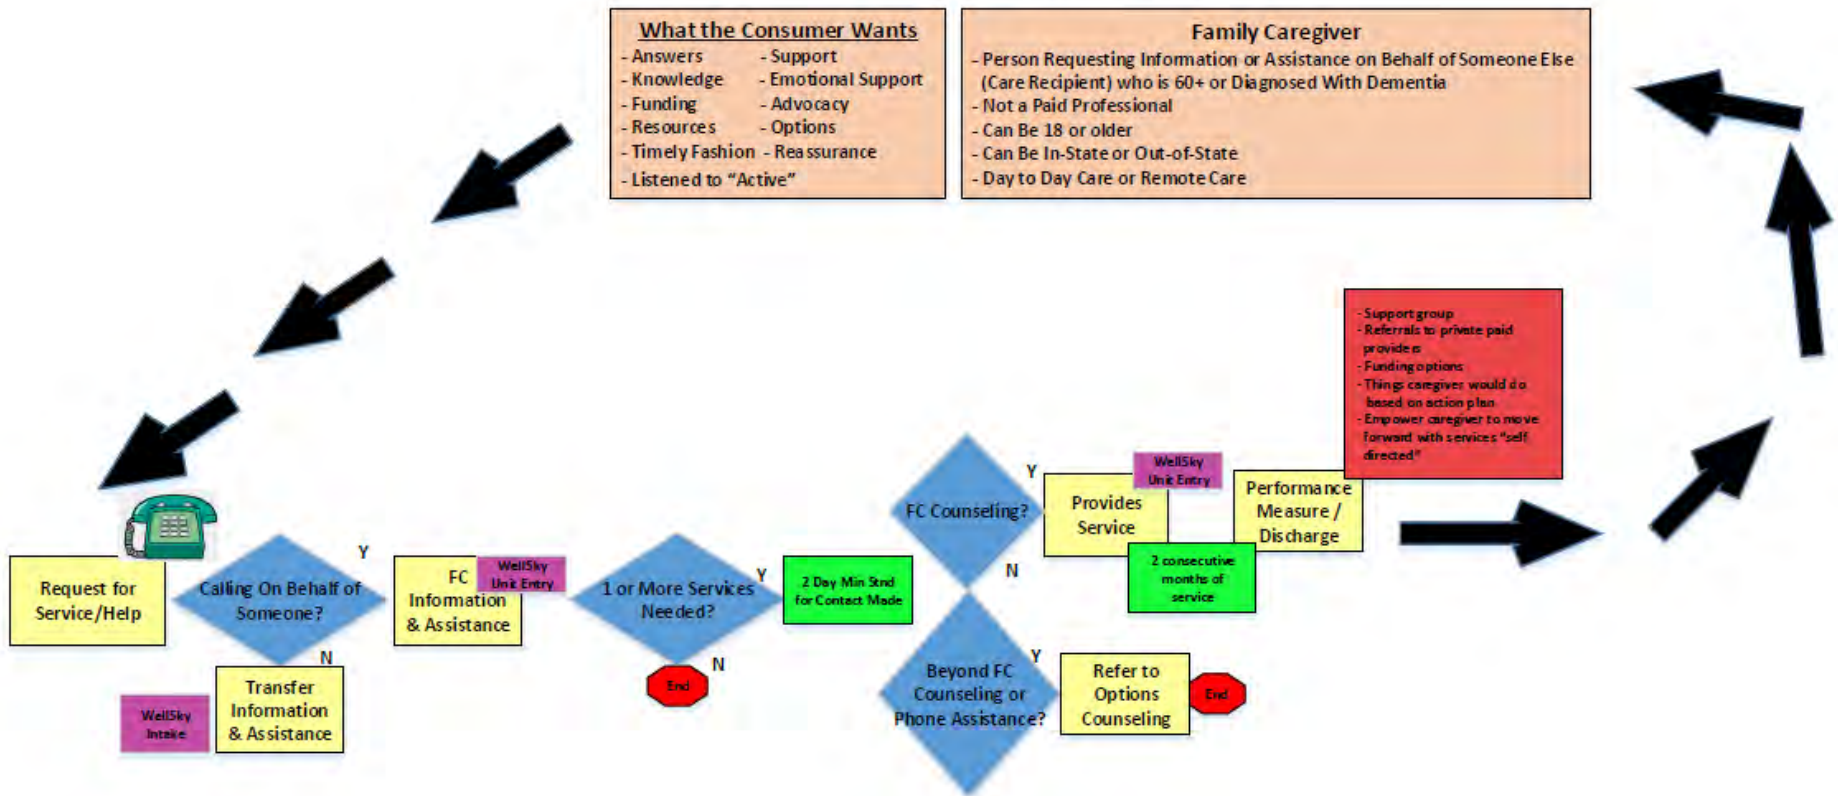 What the Consumer Wants
- Answers - Support
- Knowledge - Emotional Support
- Funding - Advocacy
- Resources - Options
- Timely Fashion - Reassurance
- Listened to “Active”
Family Caregiver
- Person Requesting Information or Assistance on Behalf of Someone Else
(Care Recipient) who is 60+ or Diagnosed With Dementia
- Not a Paid Professional
- Can Be 18 or older
- Can Be In-State or Out-of-State
- Day to Day Care or Remote Care
- Support group
- Referrals to private paid
providers
- Funding options
- Things caregiver would do
based on action plan
- Empower caregiver to move
forward with services “self
directed”
Request for
Service/Help
Calling On Behalf of
Someone?
Y
N
Transfer
Information
& Assistance
WellSky
Intake
FC
Information
& Assistance
WellSky
Unit Entry
1 or More Services
Needed?
Y
N
End
2 Day Min Stnd
for Contact Made
FC Counseling?
Y
N
Provides
Service
WellSky
Unit Entry
2 consecutive
months of
service
Performance
Measure /
Discharge
Beyond FC
Counseling or
Phone Assistance?
Y
Refer to
Options
Counseling
End